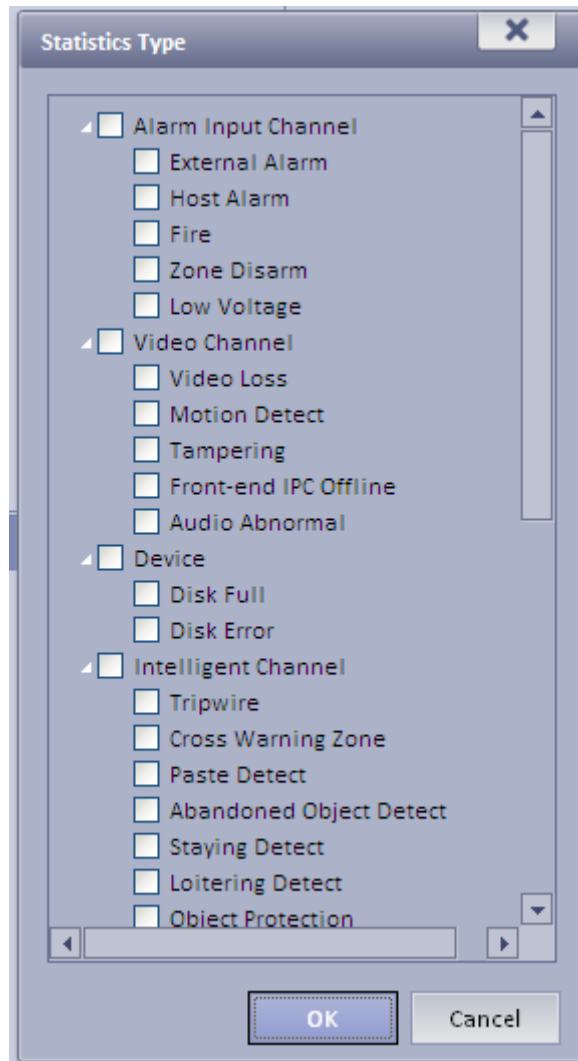 Statistics Type
Alarm Input Channel
External Alarm
Host Alarm
Fire
Zone Disarm
Low Voltage
Video Channel
Video Loss
Motion Detect
Tampering
Front-end IPC Offline
Audio Abnormal
Device
Disk Full
Disk Error
Intelligent Channel
Tripwire
Cross Warning Zone
Paste Detect
Abandoned Object Detect
Staying Detect
Loitering Detect
Object Protection
OK Cancel